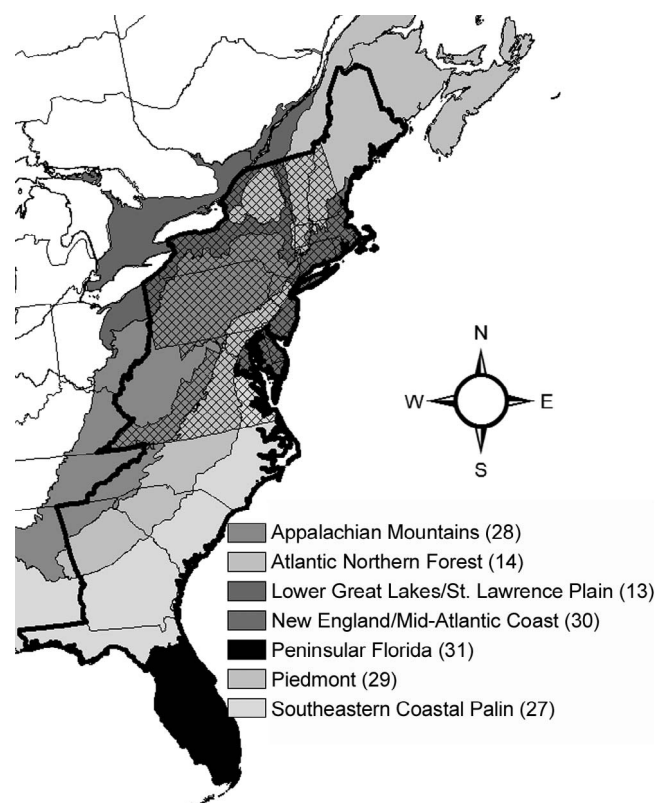 N
W E
S
Appalachian Mountains (28)
Atlantic Northern Forest (14)
Lower Great Lakes/St. Lawrence Plain (13)
New England/Mid-Atlantic Coast (30)
Peninsular Florida (31)
Piedmont (29)
Southeastern Coastal Palin (27)